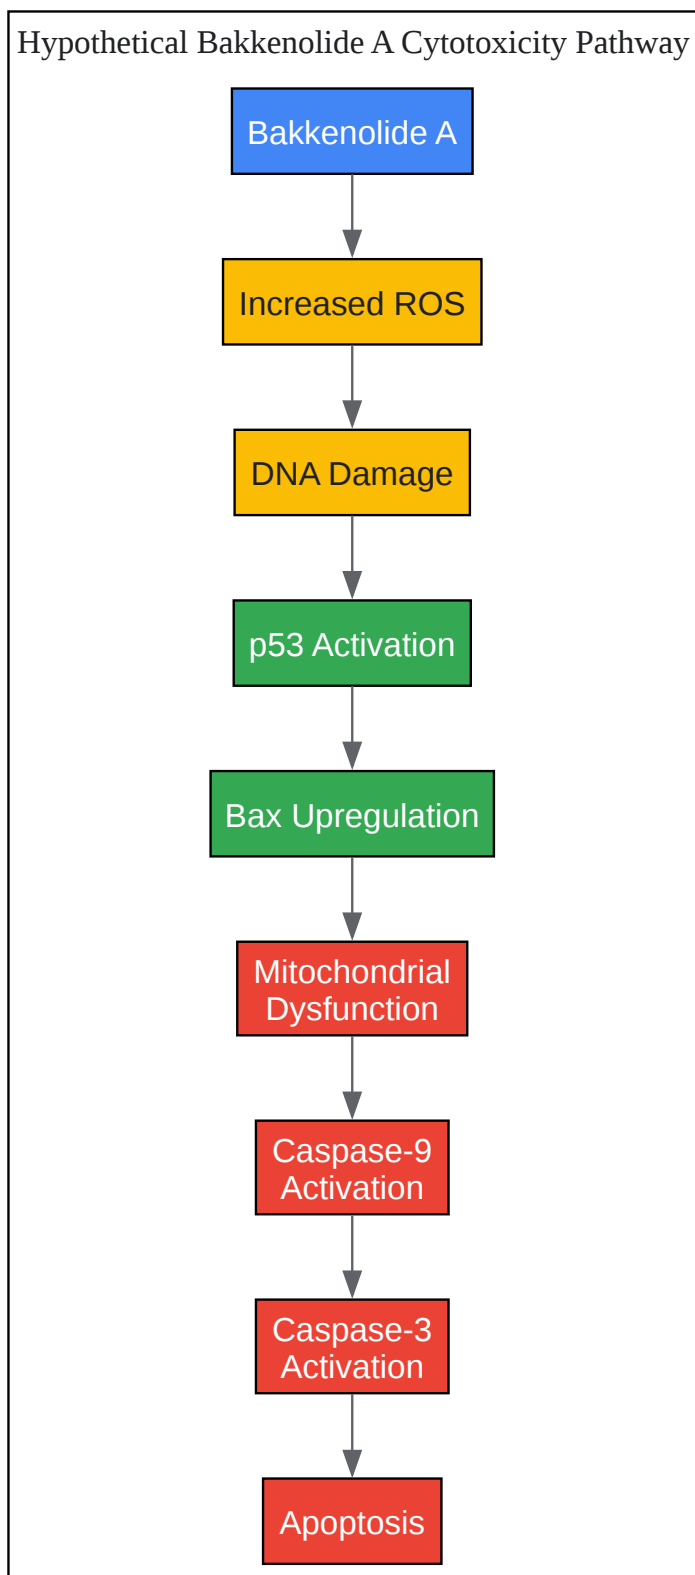 Hypothetical Bakkenolide A Cytotoxicity Pathway
Bakkenolide A
Increased ROS
DNA Damage
p53 Activation
Bax Upregulation
Mitochondrial
Dysfunction
Caspase-9
Activation
Caspase-3
Activation
Apoptosis